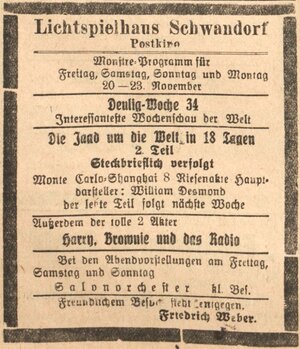 Lichtspielhaus Schwandorf
Postkino
Monstre-Programm für
Freitag, Samstag, Sonntag und Montag
20—23. November
Deulig-Woche 34
Interessanteste Wochenschau der Welt
Die Jagd um die Welt in 18 Tagen
2. Teil
Steckbrieflich verfolgt
Monte Carlo-Shanghai 8 Riesenakte Haupt-
darsteller: William Desmond
der letzte Teil folgt nächste Woche
Außerdem der tolle 2 Akter
Harry, Brownie und das Radio
Bei den Abendvorstellungen am Freitag,
Samstag und Sonntag
Salonorchester kl. Bes.
Freundlichem Besuch sieht entgegen.
Friedrich Weber.